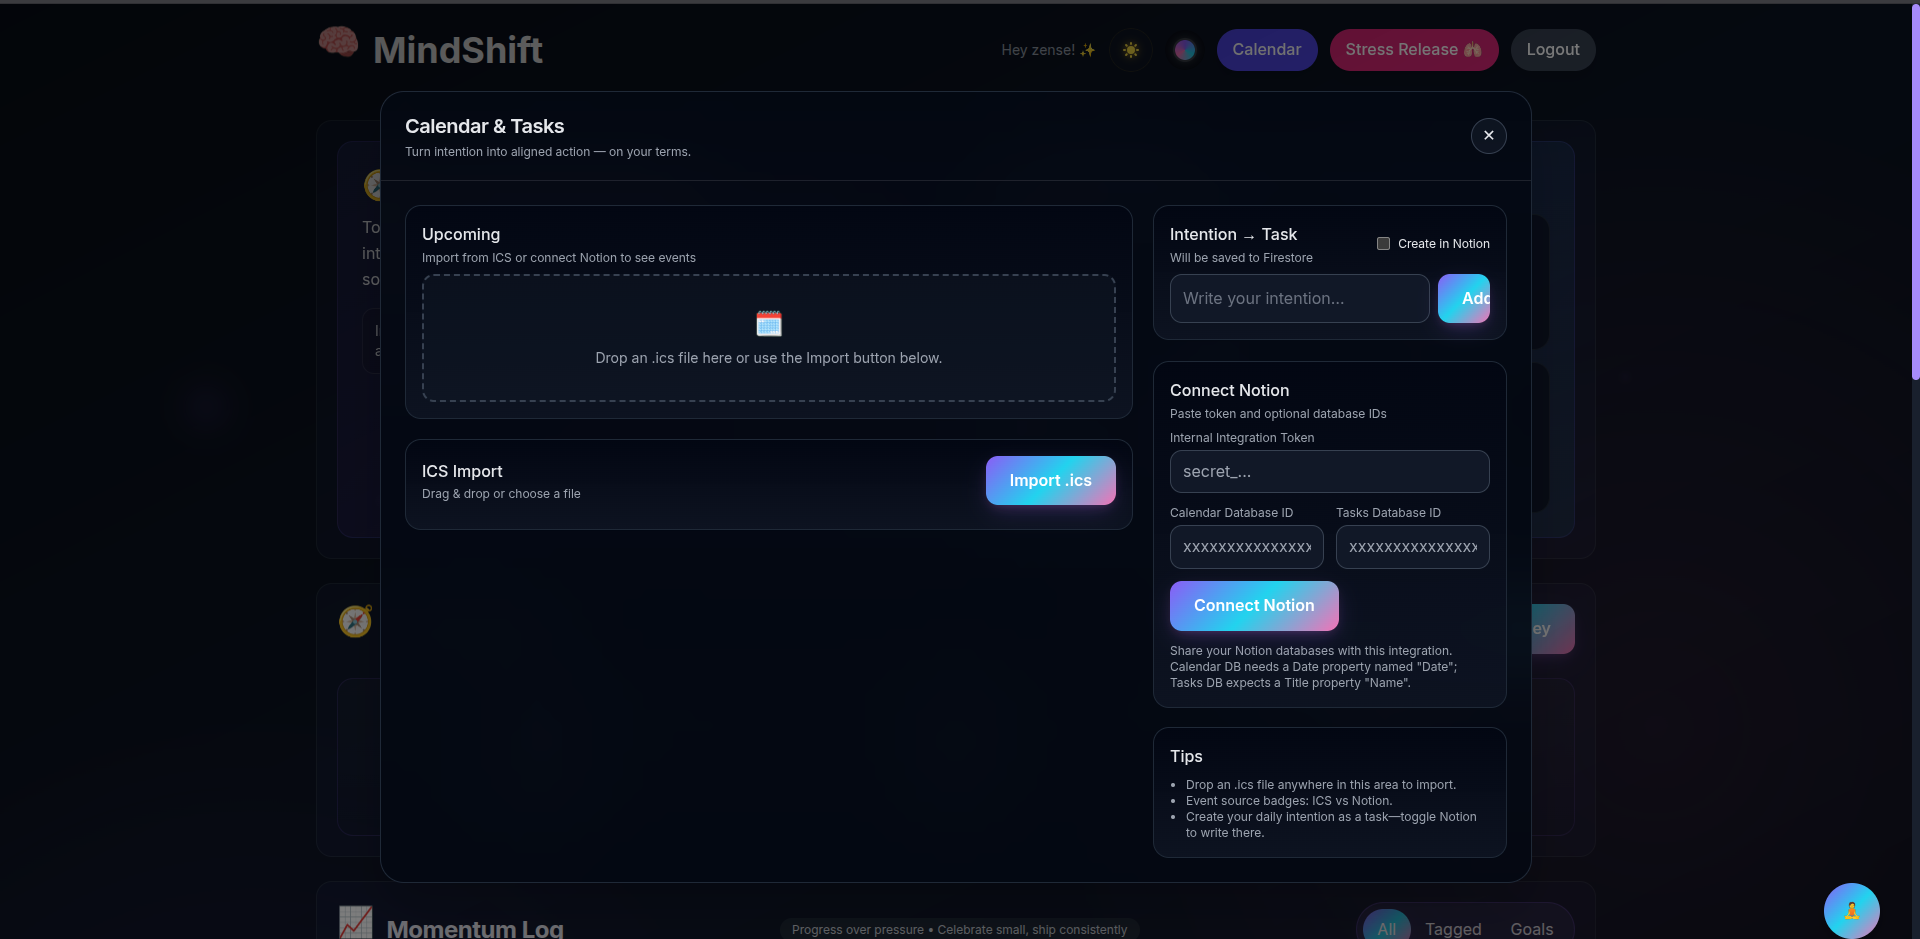 MindShift
Hey zense! ✨
Calendar
Stress Release 🫁
Logout
Calendar & Tasks
Turn intention into aligned action — on your terms.
✕
Upcoming
Import from ICS or connect Notion to see events
Drop an .ics file here or use the Import button below.
ICS Import
Drag & drop or choose a file
Import .ics
Intention → Task
Will be saved to Firestore
Create in Notion
Write your intention...
Add
Connect Notion
Paste token and optional database IDs
Internal Integration Token
secret_...
Calendar Database ID
Tasks Database ID
xxxxxxxxxxxxxxx
xxxxxxxxxxxxxxx
Connect Notion
Share your Notion databases with this integration.
Calendar DB needs a Date property named "Date";
Tasks DB expects a Title property "Name".
Tips
• Drop an .ics file anywhere in this area to import.
• Event source badges: ICS vs Notion.
• Create your daily intention as a task—toggle Notion
to write there.
To
int
so
ey
Momentum Log
Progress over pressure • Celebrate small, ship consistently
All
Tagged
Goals